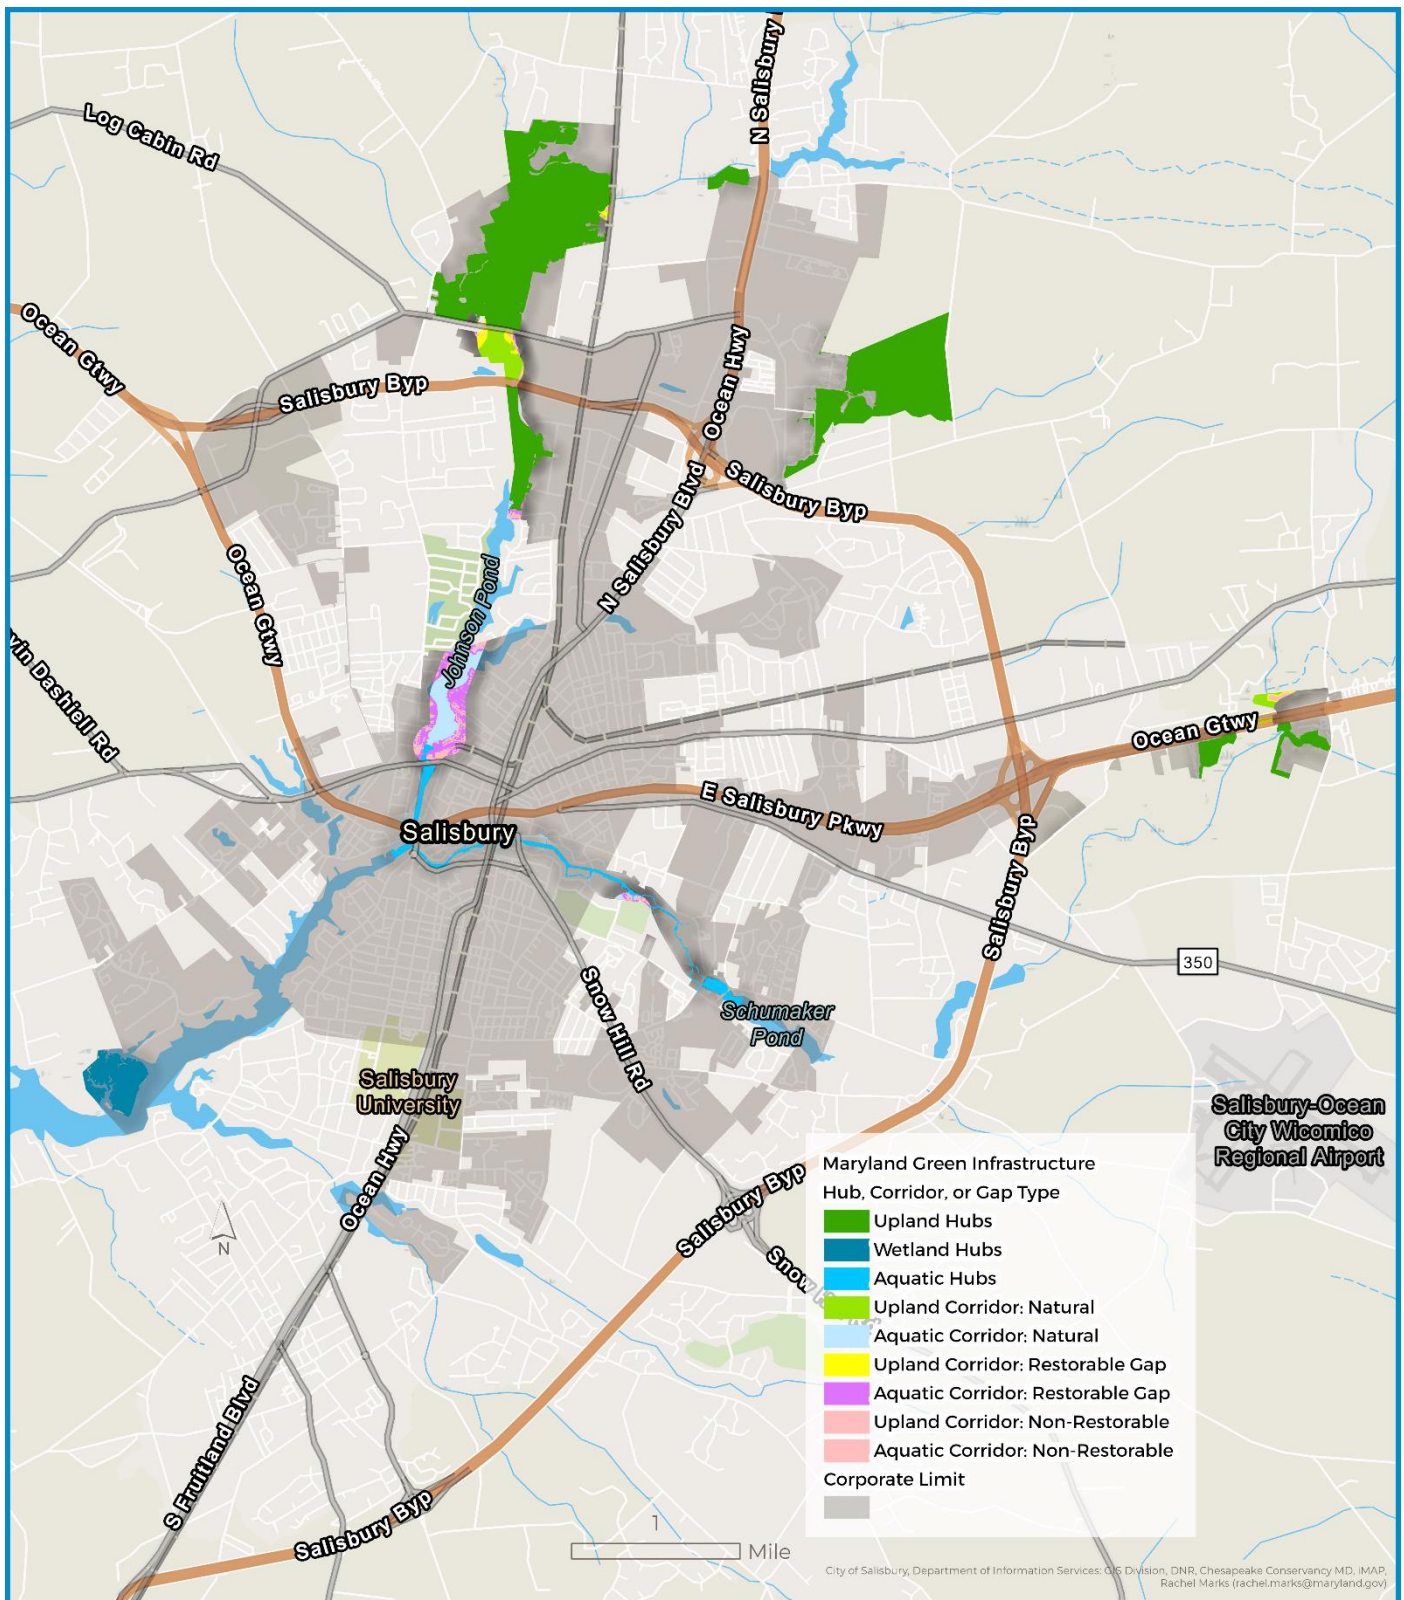 N Salisbury
Log Cabin Rd
Ocean Gtwy
Salisbury Byp
Ocean Hwy
N Salisbury Blvd
Salisbury Byp
Ocean Gtwy
Johnson Pond
Ocean Gtwy
E Salisbury Pkwy
Salisbury
Salisbury Byp
350
Snow Hill Rd
Schumaker
Pond
Salisbury
University
Salisbury-Ocean
City Wicomico
Regional Airport
Ocean Hwy
Salisbury Byp
N
S Fruitland Blvd
Salisbury Byp
Maryland Green Infrastructure
Hub, Corridor, or Gap Type
Upland Hubs
Wetland Hubs
Aquatic Hubs
Upland Corridor: Natural
Aquatic Corridor: Natural
Upland Corridor: Restorable Gap
Aquatic Corridor: Restorable Gap
Upland Corridor: Non-Restorable
Aquatic Corridor: Non-Restorable
Corporate Limit
1
Mile
City of Salisbury, Department of Information Services: GIS Division, DNR, Chesapeake Conservancy MD, iMAP,
Rachel Marks (rachel.marks@maryland.gov)